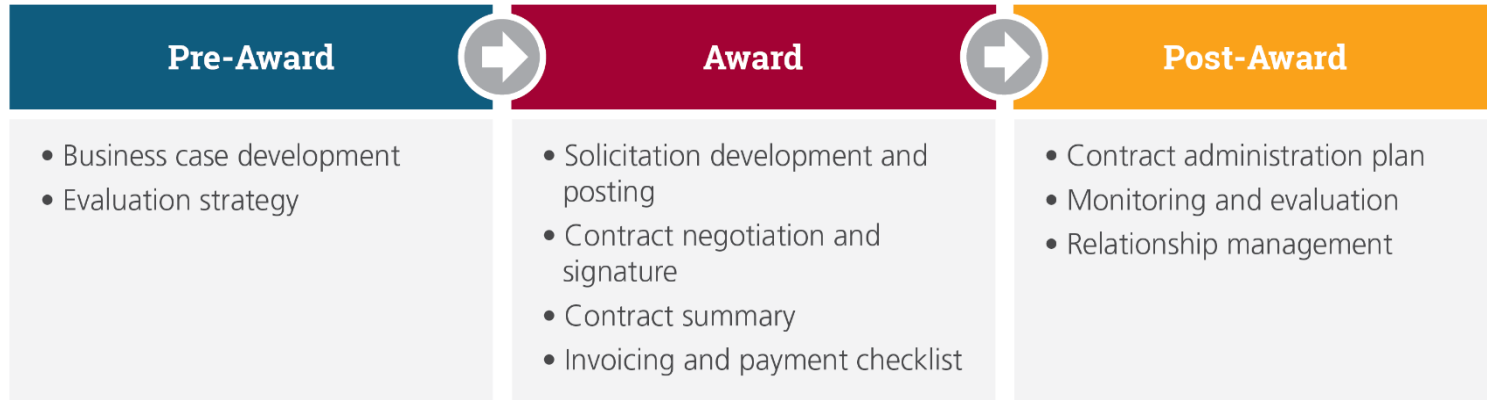 Pre-Award
• Business case development
• Evaluation strategy
Award
• Solicitation development and
posting
• Contract negotiation and
signature
• Contract summary
• Invoicing and payment checklist
Post-Award
• Contract administration plan
• Monitoring and evaluation
• Relationship management